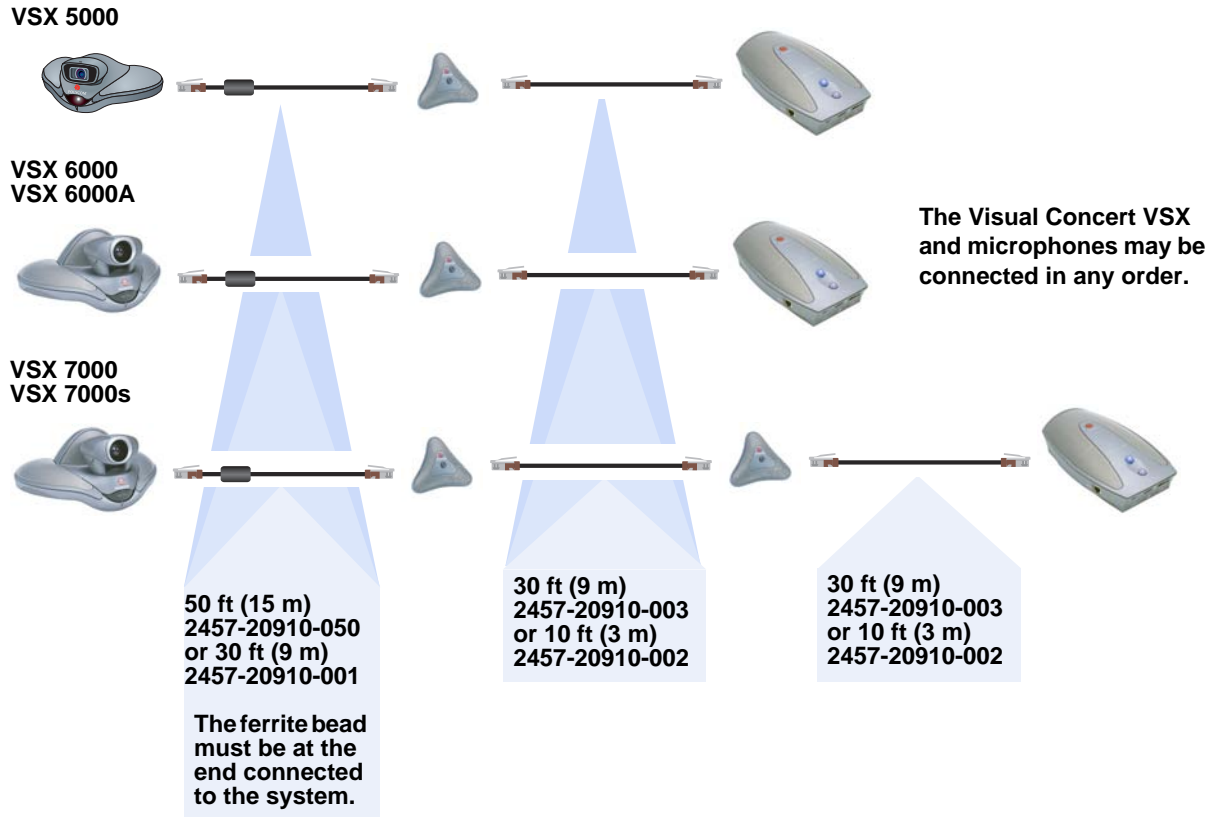 VSX 5000
VSX 6000
VSX 6000A
The Visual Concert VSX
and microphones may be
connected in any order.
VSX 7000
VSX 7000s
50 ft (15 m)
2457-20910-050
or 30 ft (9 m)
2457-20910-001
The ferrite bead
must be at the
end connected
to the system.
30 ft (9 m)
2457-20910-003
or 10 ft (3 m)
2457-20910-002
30 ft (9 m)
2457-20910-003
or 10 ft (3 m)
2457-20910-002